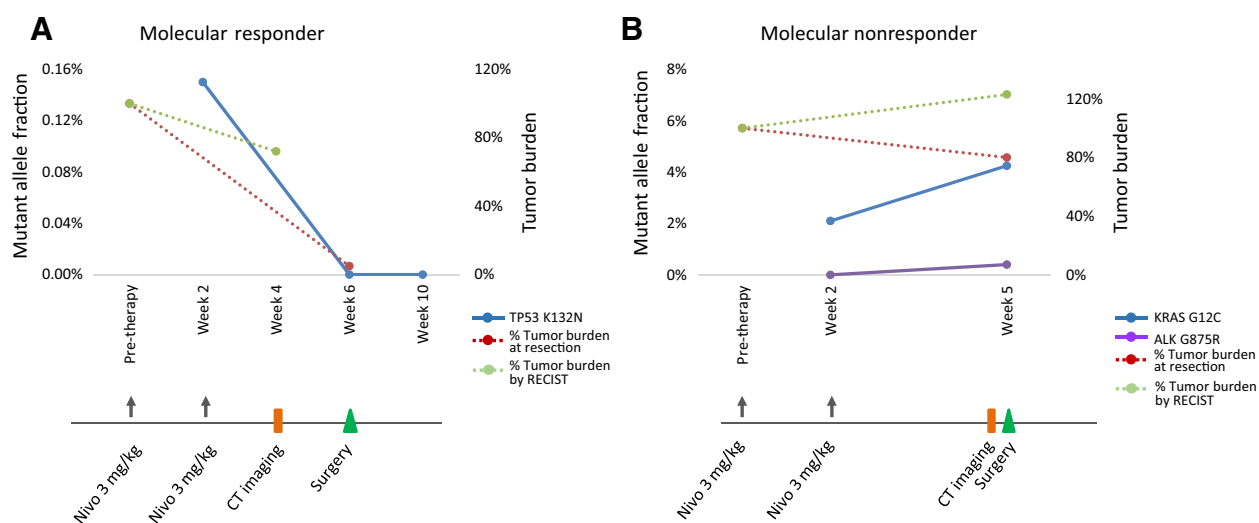 A
Molecular responder
Mutant allele fraction
0.16%
0.12%
0.08%
0.04%
0.00%
120%
80%
40%
0%
Tumor burden
Pre-therapy
Week 2
Week 4
Week 6
Week 10
TP53 K132N
% Tumor burden
at resection
% Tumor burden
by RECIST
Nivo 3 mg/kg
Nivo 3 mg/kg
CT imaging
Surgery
B
Molecular nonresponder
Mutant allele fraction
8%
6%
4%
2%
0%
120%
80%
40%
0%
Tumor burden
Pre-therapy
Week 2
Week 5
KRAS G12C
ALK G875R
% Tumor burden
at resection
% Tumor burden
by RECIST
Nivo 3 mg/kg
Nivo 3 mg/kg
CT imaging
Surgery